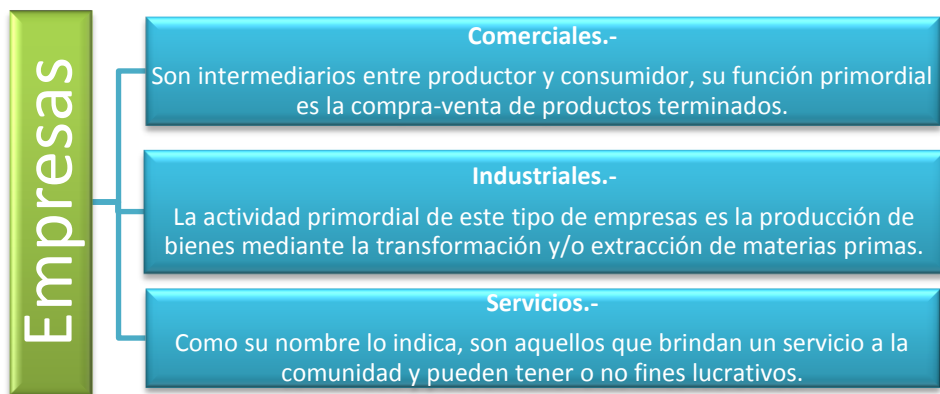 Empresas
Comerciales.-
Son intermediarios entre productor y consumidor, su función primordial
es la compra-venta de productos terminados.
Industriales.-
La actividad primordial de este tipo de empresas es la producción de
bienes mediante la transformación y/o extracción de materias primas.
Servicios.-
Como su nombre lo indica, son aquellos que brindan un servicio a la
comunidad y pueden tener o no fines lucrativos.